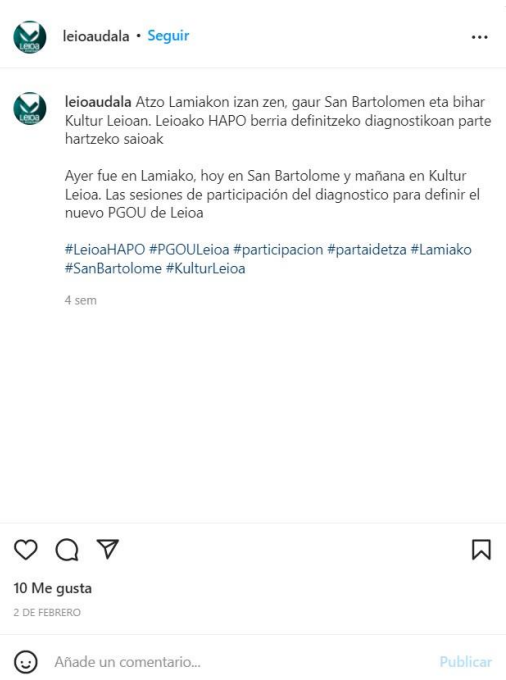 leioaudala • Seguir
leioaudala Atzo Lamiakon izan zen, gaur San Bartolomen eta bihar
Kultur Leioan. Leioako HAPO berria definitzeko diagnostikoan parte
hartzeko saioak
Ayer fue en Lamiako, hoy en San Bartolome y mañana en Kultur
Leioa. Las sesiones de participación del diagnostico para definir el
nuevo PGOU de Leioa
#LeioaHAPO #PGOULeioa #participacion #partaidetza #Lamiako
#SanBartolome #KulturLeioa
4 sem
10 Me gusta
2 DE FEBRERO
Añade un comentario...
Publicar